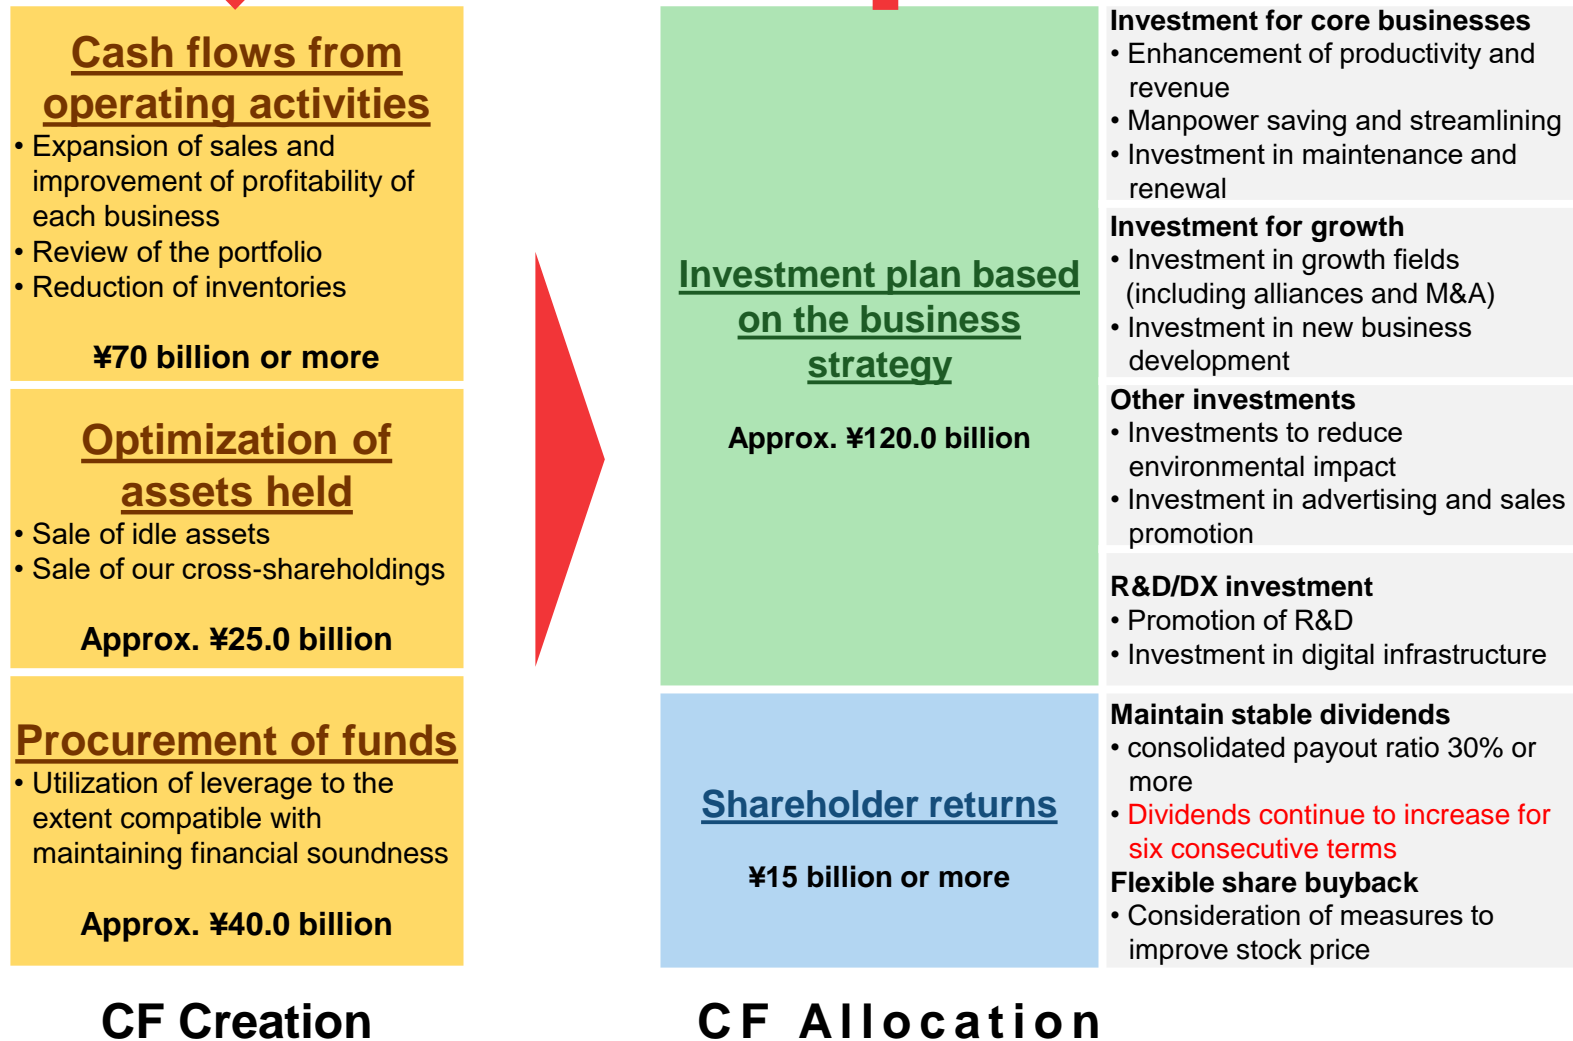 Cash flows from
operating activities
• Expansion of sales and
improvement of profitability of
each business
• Review of the portfolio
• Reduction of inventories
¥70 billion or more
Optimization of
assets held
• Sale of idle assets
• Sale of our cross-shareholdings
Approx. ¥25.0 billion
Procurement of funds
• Utilization of leverage to the
extent compatible with
maintaining financial soundness
Approx. ¥40.0 billion
CF Creation
Investment plan based
on the business
strategy
Approx. ¥120.0 billion
Shareholder returns
¥15 billion or more
CF Allocation
Investment for core businesses
• Enhancement of productivity and
revenue
• Manpower saving and streamlining
• Investment in maintenance and
renewal
Investment for growth
• Investment in growth fields
(including alliances and M&A)
• Investment in new business
development
Other investments
• Investments to reduce
environmental impact
• Investment in advertising and sales
promotion
R&D/DX investment
• Promotion of R&D
• Investment in digital infrastructure
Maintain stable dividends
• consolidated payout ratio 30% or
more
• Dividends continue to increase for
six consecutive terms
Flexible share buyback
• Consideration of measures to
improve stock price